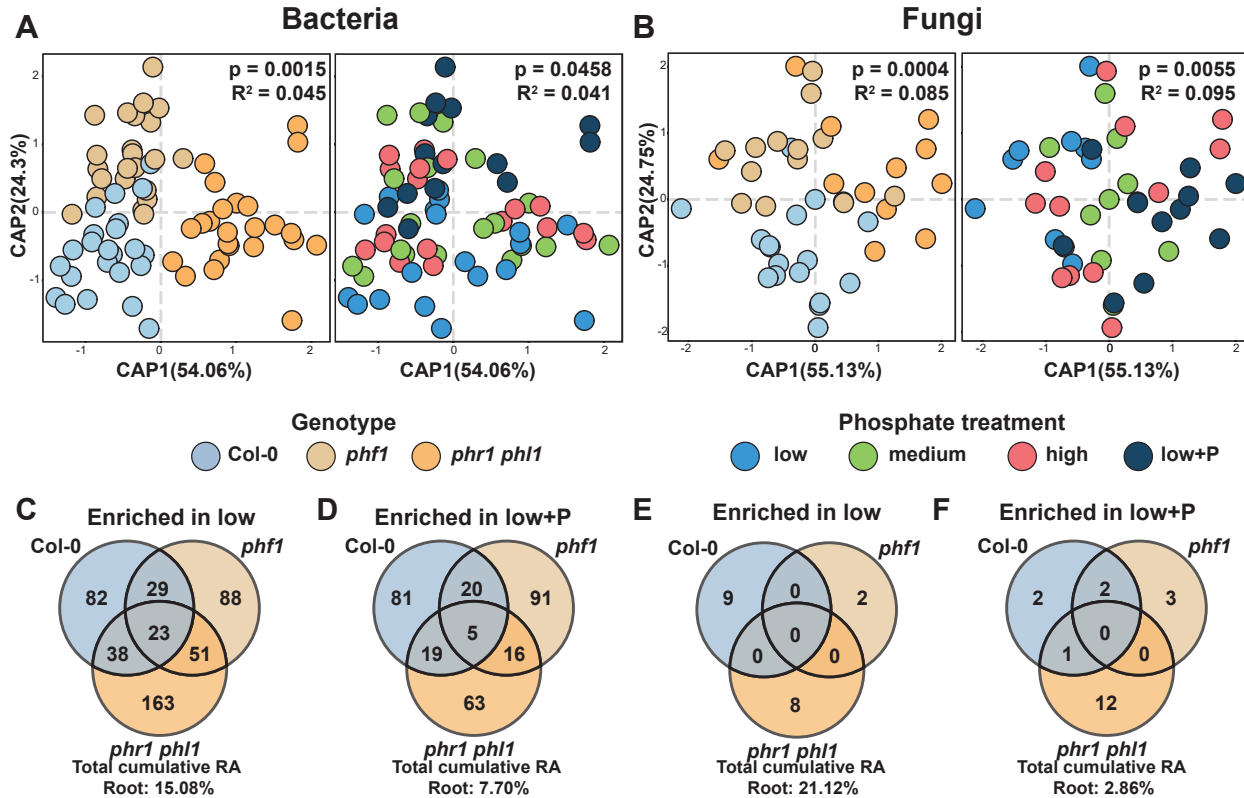 A
Bacteria
p = 0.0015
R² = 0.045
p = 0.0458
R² = 0.041
CAP2(24.3%)
2
1
0
-1
-1
0
1
2
-1
0
1
2
CAP1(54.06%)
CAP1(54.06%)
B
Fungi
p = 0.0004
R² = 0.085
p = 0.0055
R² = 0.095
CAP2(24.75%)
2
1
0
-1
-2
-2
-1
0
1
2
-2
-1
0
1
2
CAP1(55.13%)
CAP1(55.13%)
Genotype
Col-0
phf1
phr1 phl1
Phosphate treatment
low
medium
high
low+P
C
Enriched in low
Col-0
phf1
82
29
88
23
38
51
163
phr1 phl1
Total cumulative RA
Root: 15.08%
D
Enriched in low+P
Col-0
phf1
81
20
91
5
19
16
63
phr1 phl1
Total cumulative RA
Root: 7.70%
E
Enriched in low
Col-0
phf1
9
0
2
0
0
0
8
phr1 phl1
Total cumulative RA
Root: 21.12%
F
Enriched in low+P
Col-0
phf1
2
2
3
0
1
0
12
phr1 phl1
Total cumulative RA
Root: 2.86%